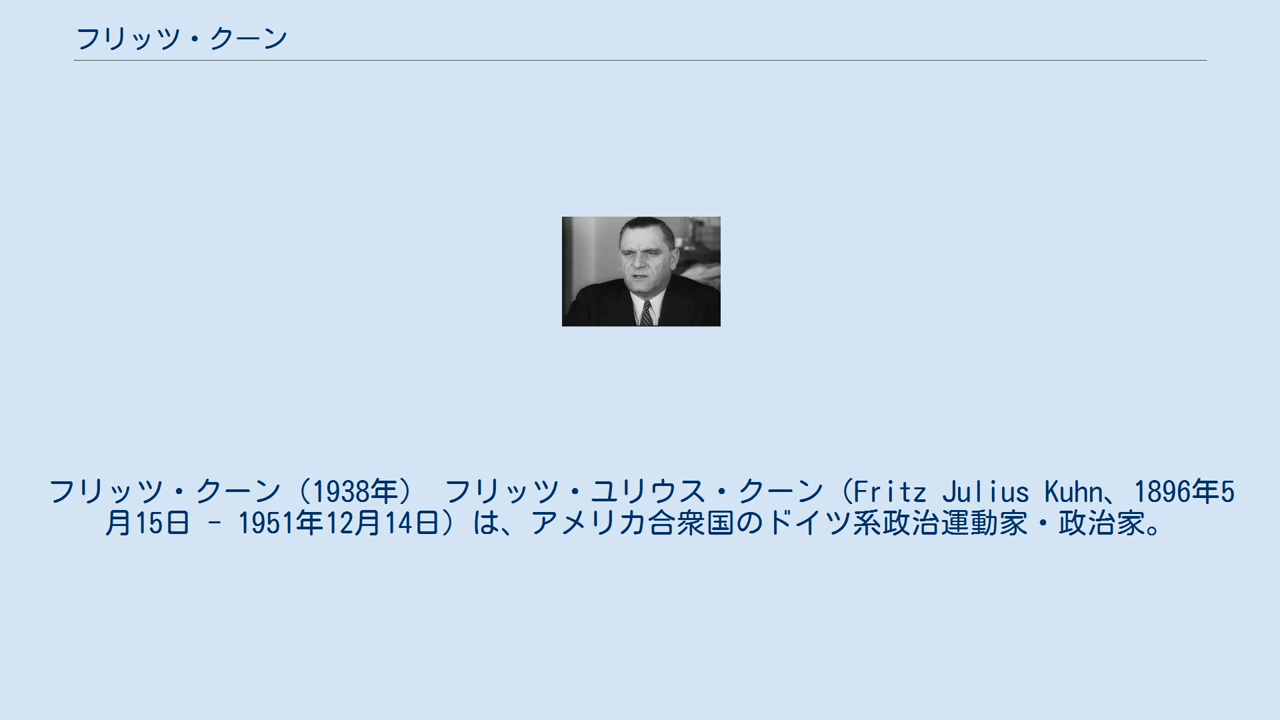 フリッツ・クーン
フリッツ・クーン（1938年） フリッツ・ユリウス・クーン（Fritz Julius Kuhn、1896年5
月15日 - 1951年12月14日）は、アメリカ合衆国のドイツ系政治運動家・政治家。